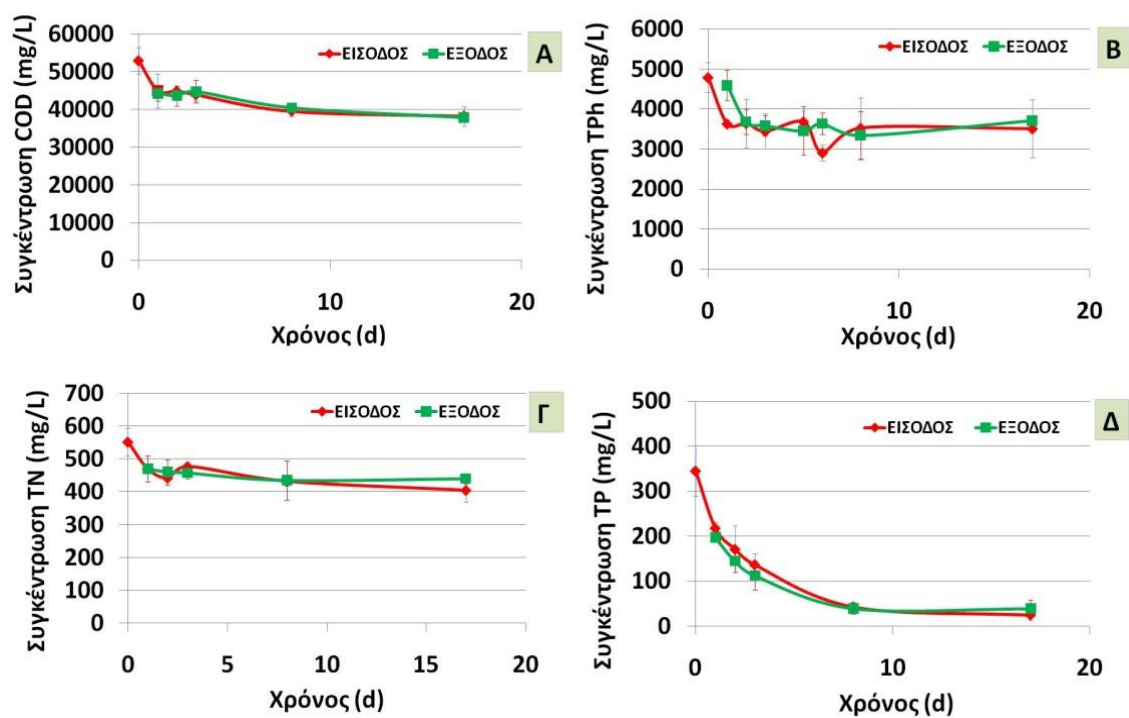 Συγκέντρωση COD (mg/L)
60000
50000
40000
30000
20000
10000
0
0
10
20
Χρόνος (d)
ΕΙΣΟΔΟΣ
ΕΞΟΔΟΣ
Α
Συγκέντρωση TPh (mg/L)
6000
5000
4000
3000
2000
1000
0
0
10
20
Χρόνος (d)
ΕΙΣΟΔΟΣ
ΕΞΟΔΟΣ
Β
Συγκέντρωση TN (mg/L)
700
600
500
400
300
200
100
0
0
5
10
15
20
Χρόνος (d)
ΕΙΣΟΔΟΣ
ΕΞΟΔΟΣ
Γ
Συγκέντρωση TP (mg/L)
500
400
300
200
100
0
0
10
20
Χρόνος (d)
ΕΙΣΟΔΟΣ
ΕΞΟΔΟΣ
Δ